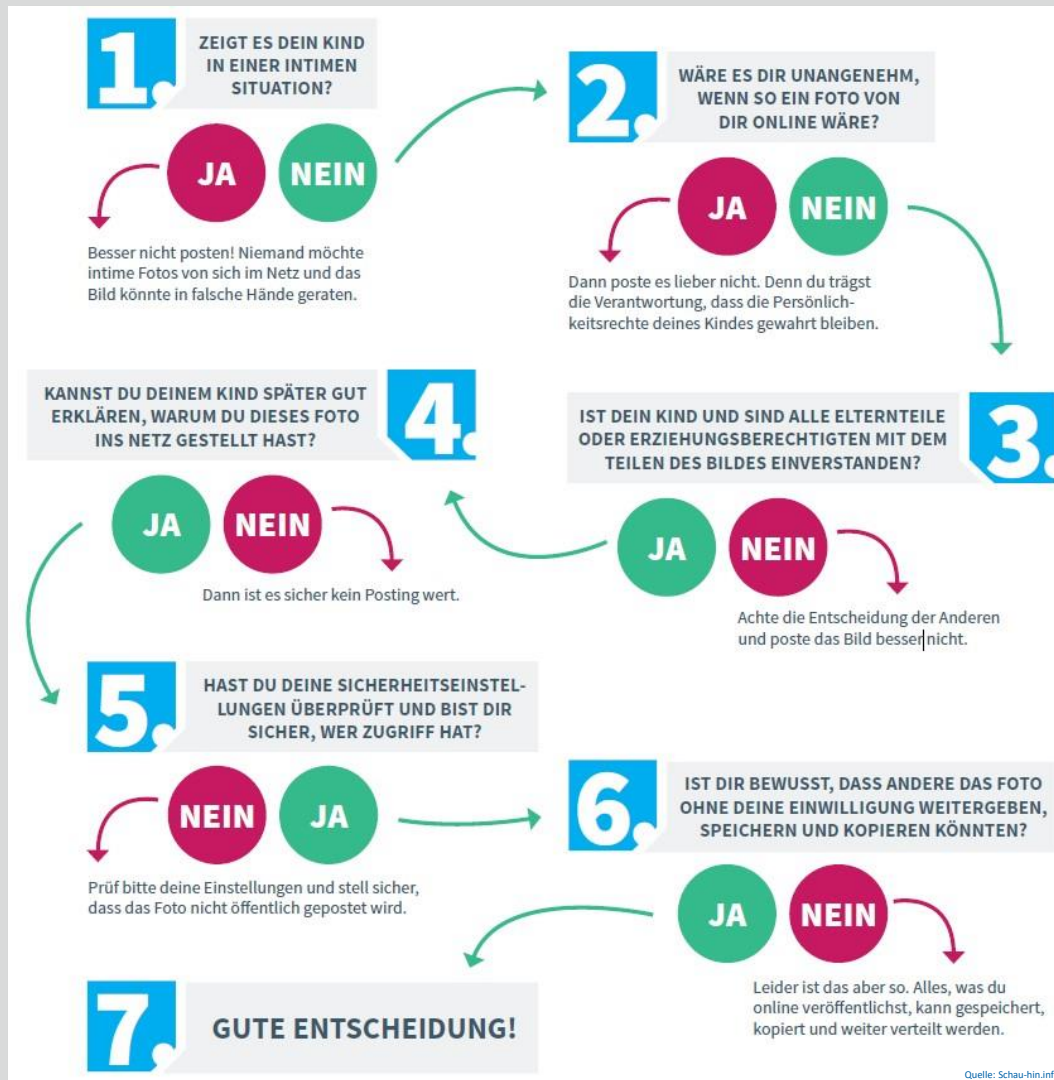 1.
ZEIGT ES DEIN KIND
IN EINER INTIMEN
SITUATION?
JA
NEIN
Besser nicht posten! Niemand möchte
intime Fotos von sich im Netz und das
Bild könnte in falsche Hände geraten.
2.
WÄRE ES DIR UNANGENEHM,
WENN SO EIN FOTO VON
DIR ONLINE WÄRE?
JA
NEIN
Dann poste es lieber nicht. Denn du trägst
die Verantwortung, dass die Persönlich-
keitsrechte deines Kindes gewahrt bleiben.
3.
IST DEIN KIND UND SIND ALLE ELTERNTEILE
ODER ERZIEHUNGSBERECHTIGTEN MIT DEM
TEILEN DES BILDES EINVERSTANDEN?
JA
NEIN
Achte die Entscheidung der Anderen
und poste das Bild besser nicht.
4.
KANNST DU DEINEM KIND SPÄTER GUT
ERKLÄREN, WARUM DU DIESES FOTO
INS NETZ GESTELLT HAST?
JA
NEIN
Dann ist es sicher kein Posting wert.
5.
HAST DU DEINE SICHERHEITSEINSTEL-
LUNGEN ÜBERPRÜFT UND BIST DIR
SICHER, WER ZUGRIFF HAT?
NEIN
JA
Prüf bitte deine Einstellungen und stell sicher,
dass das Foto nicht öffentlich gepostet wird.
6.
IST DIR BEWUSST, DASS ANDERE DAS FOTO
OHNE DEINE EINWILLIGUNG WEITERGEBEN,
SPEICHERN UND KOPIEREN KÖNNTEN?
JA
NEIN
Leider ist das aber so. Alles, was du
online veröffentlichst, kann gespeichert,
kopiert und weiter verteilt werden.
7.
GUTE ENTSCHEIDUNG!
Quelle: Schau-hin.inf